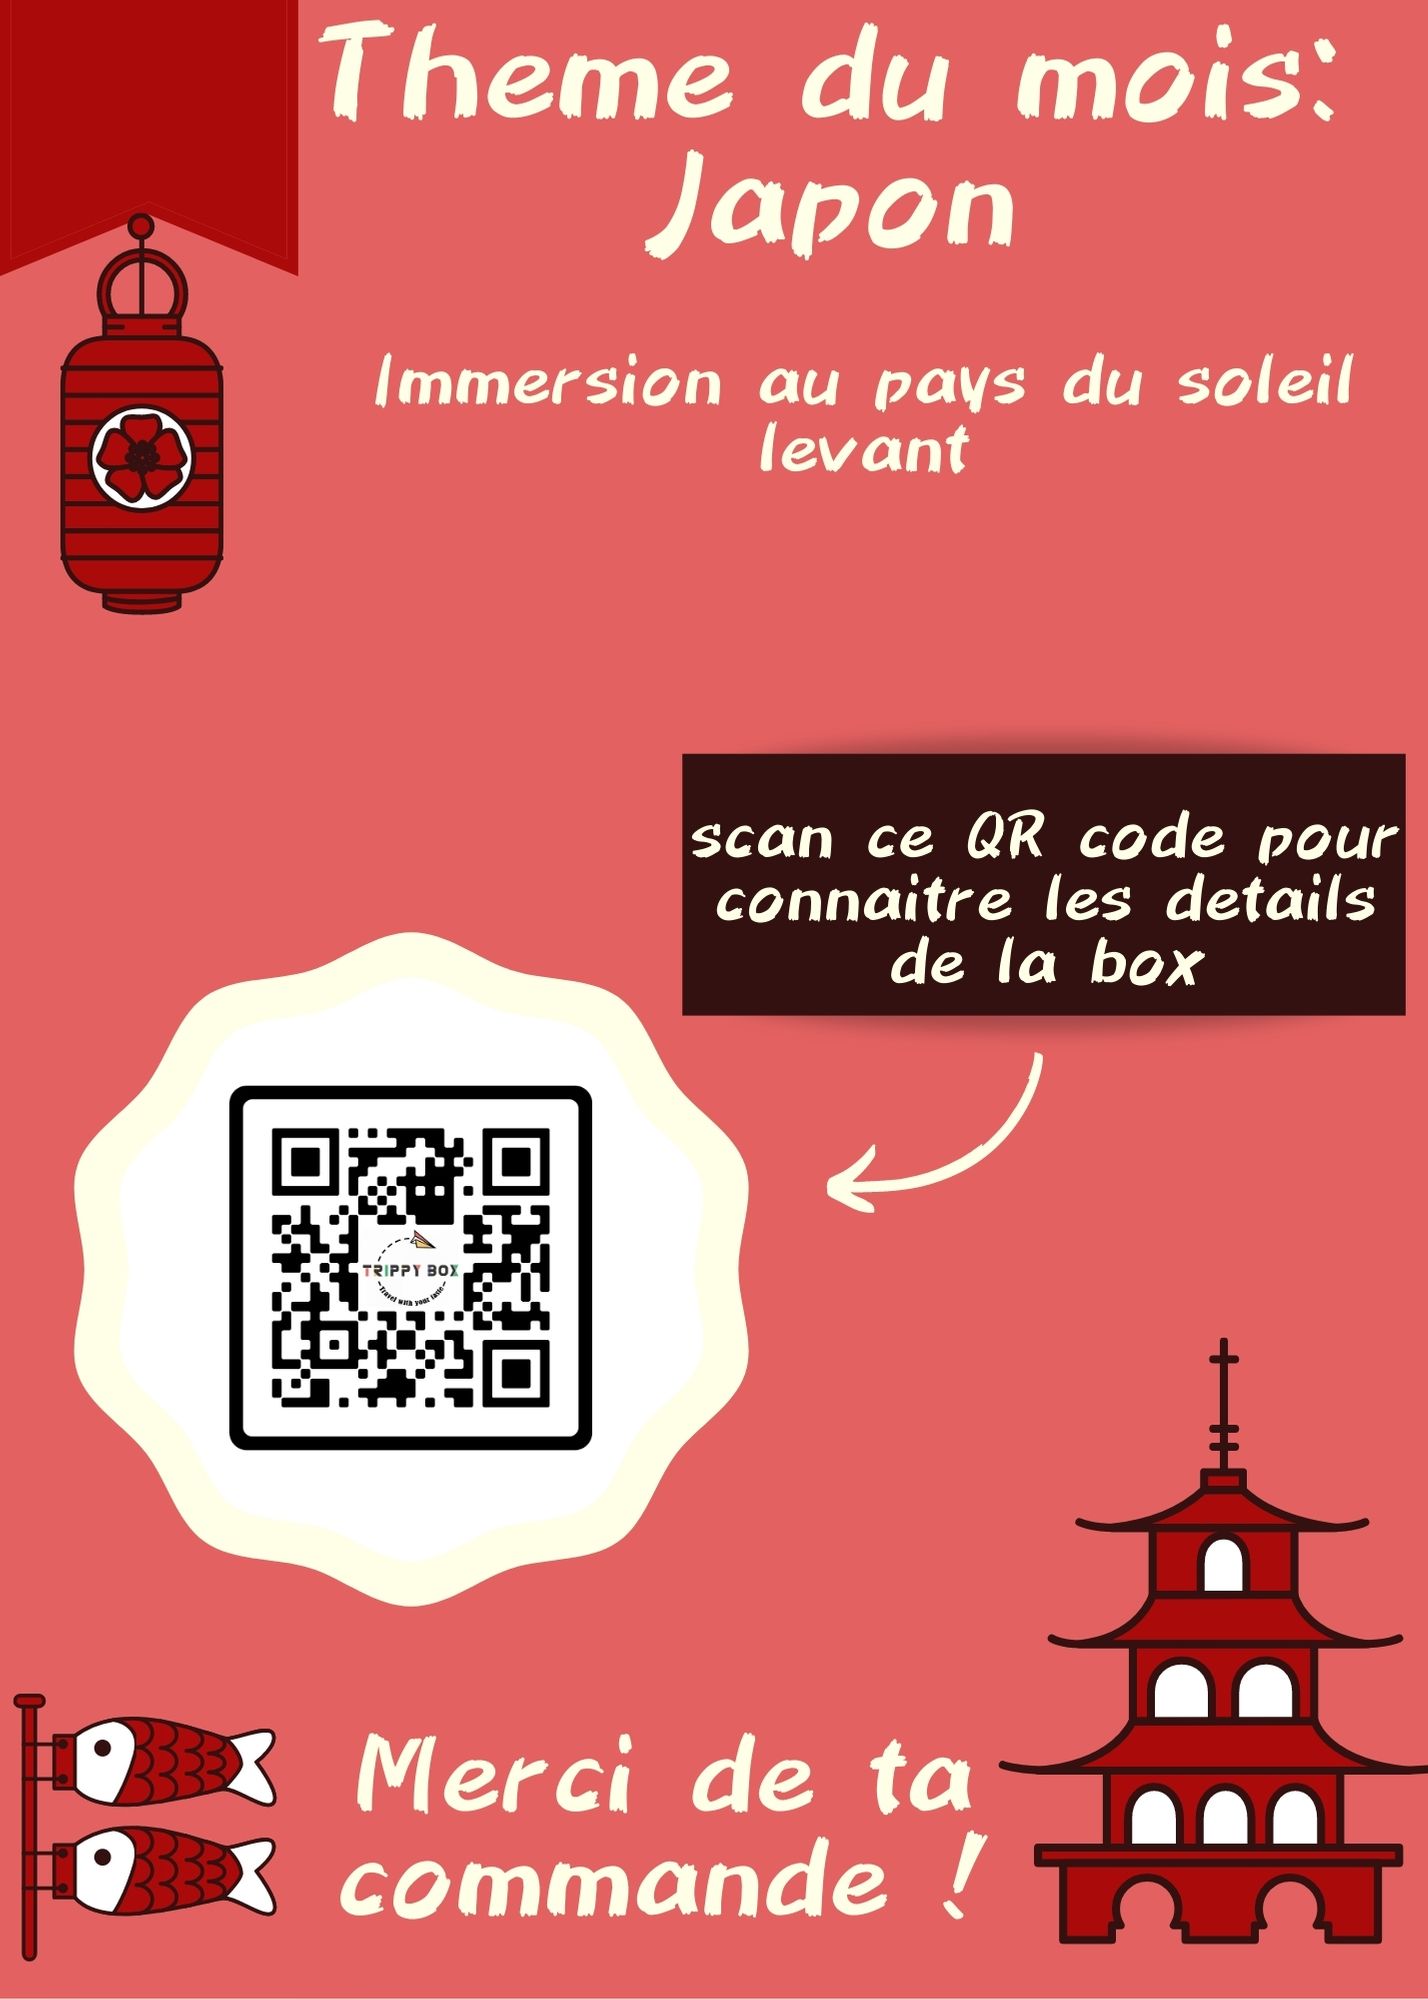 Theme du mois:
Japon
Immersion au pays du soleil
levant
scan ce QR code pour
connaitre les details
de la box
TRIPPY BOX
Travel with your taste
Merci de ta
commande !